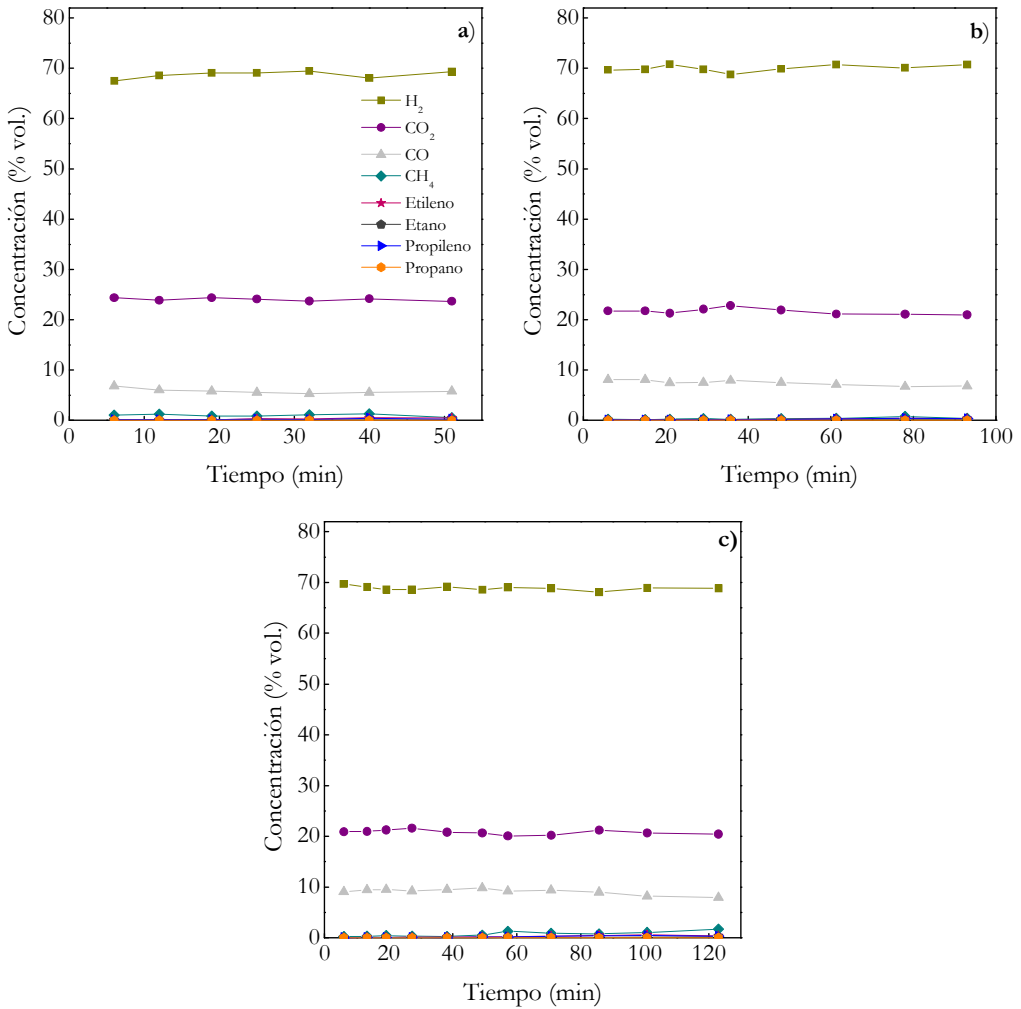 a)
80
70
60
50
40
30
20
10
0
Concentración (% vol.)
H₂
CO₂
CO
CH₄
Etileno
Etano
Propileno
Propano
0 10 20 30 40 50
Tiempo (min)
b)
80
70
60
50
40
30
20
10
0
Concentración (% vol.)
0 20 40 60 80 100
Tiempo (min)
c)
80
70
60
50
40
30
20
10
0
Concentración (% vol.)
0 20 40 60 80 100 120
Tiempo (min)